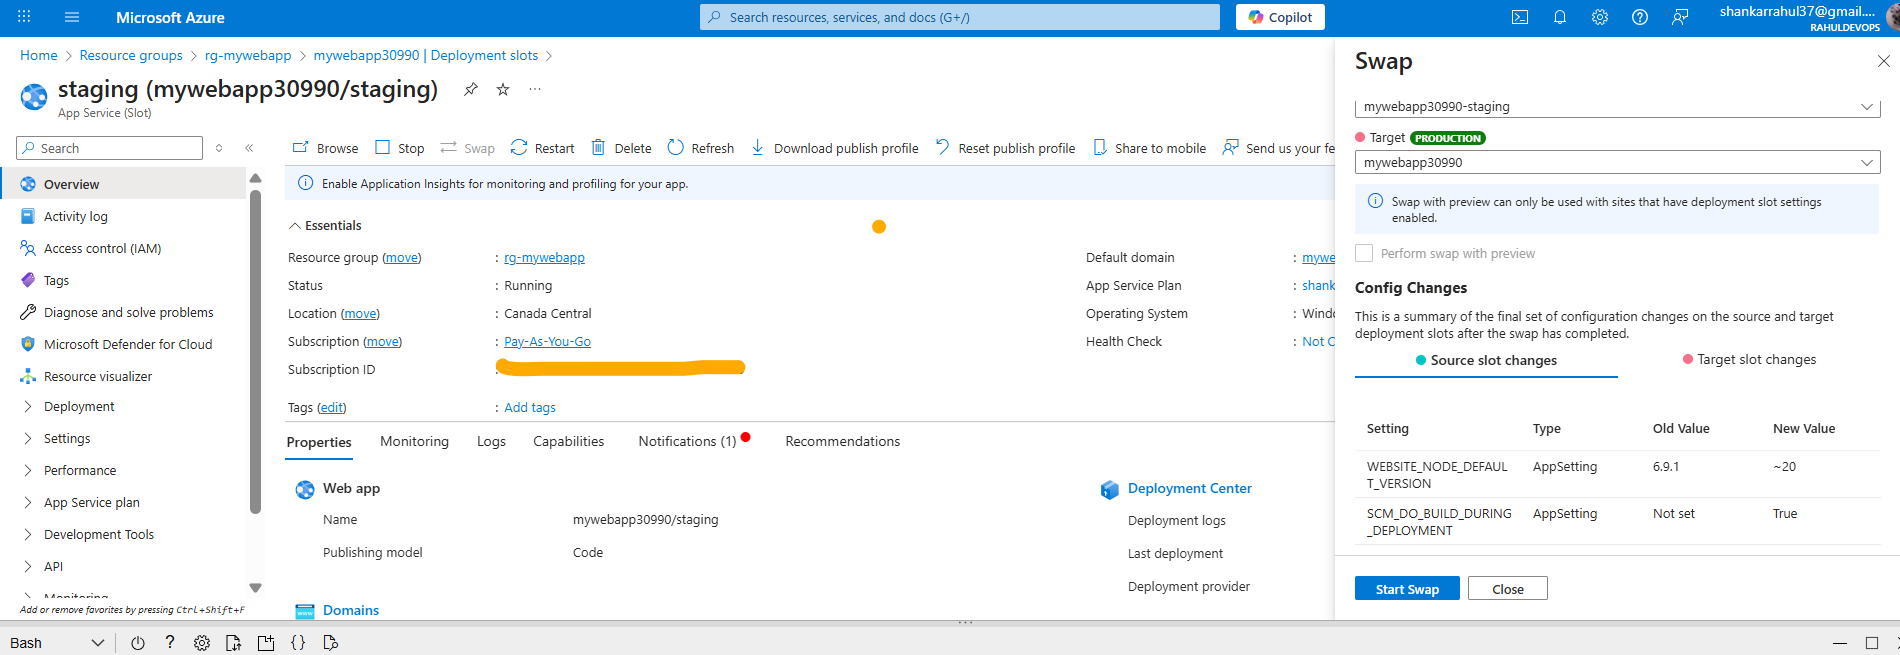 Microsoft Azure
Search resources, services, and docs (G+/)
Copilot
shankarrahul37@gmail....
RAHULDEVOPS
Home > Resource groups > rg-mywebapp > mywebapp30990 | Deployment slots >
staging (mywebapp30990/staging)
App Service (Slot)
Search
Overview
Activity log
Access control (IAM)
Tags
Diagnose and solve problems
Microsoft Defender for Cloud
Resource visualizer
Deployment
Settings
Performance
App Service plan
Development Tools
API
Monitoring
Add or remove favorites by pressing Ctrl+Shift+F
Browse Stop Swap Restart Delete Refresh Download publish profile Reset publish profile Share to mobile Send us your fe
Enable Application Insights for monitoring and profiling for your app.
Essentials
Resource group (move) : rg-mywebapp
Status : Running
Location (move) : Canada Central
Subscription (move) : Pay-As-You-Go
Subscription ID :
Tags (edit) : Add tags
Default domain : mywe
App Service Plan : shank
Operating System : Windo
Health Check : Not C
Properties Monitoring Logs Capabilities Notifications (1) Recommendations
Web app
Name mywebapp30990/staging
Publishing model Code
Domains
Deployment Center
Deployment logs
Last deployment
Deployment provider
Swap
mywebapp30990-staging
Target PRODUCTION
mywebapp30990
Swap with preview can only be used with sites that have deployment slot settings
enabled.
Perform swap with preview
Config Changes
This is a summary of the final set of configuration changes on the source and target
deployment slots after the swap has completed.
Source slot changes Target slot changes
Setting Type Old Value New Value
WEBSITE_NODE_DEFAUL AppSetting 6.9.1 ~20
T_VERSION
SCM_DO_BUILD_DURING AppSetting Not set True
_DEPLOYMENT
Start Swap Close
Bash